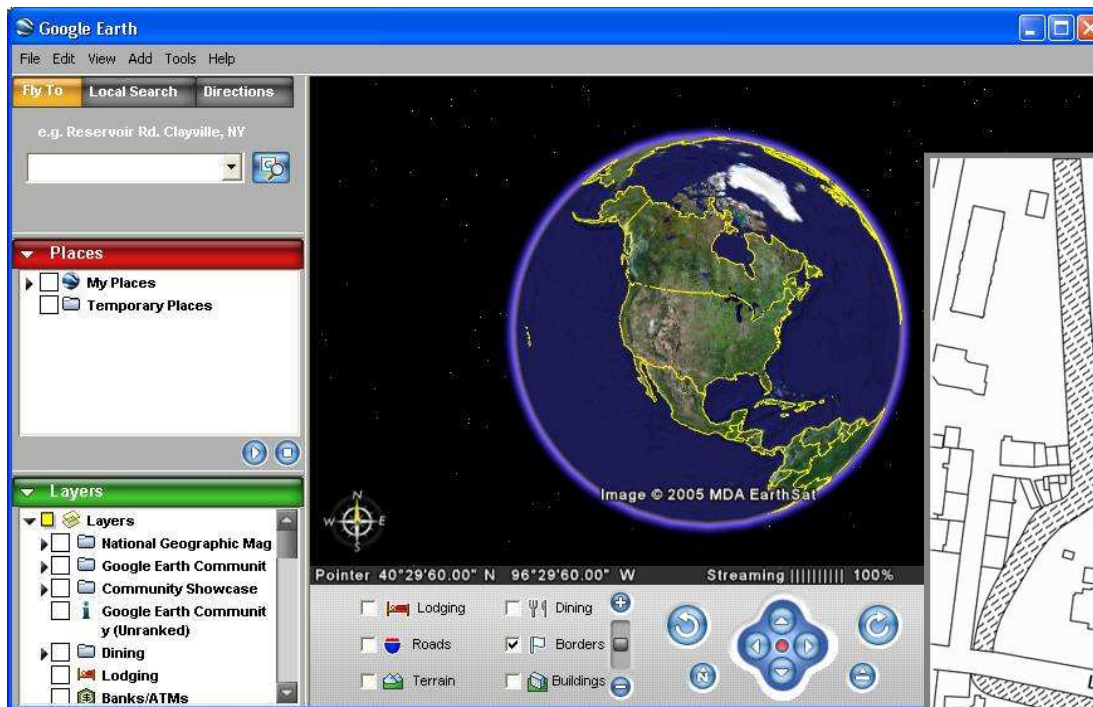 Google Earth
File Edit View Add Tools Help
Fly To Local Search Directions
e.g. Reservoir Rd. Clayville, NY
Places
My Places
Temporary Places
Layers
Layers
National Geographic Mag
Google Earth Communit
Community Showcase
Google Earth Communit
y (Unranked)
Dining
Lodging
Banks/ATMs
N
W E
S
Image © 2005 MDA EarthSat
Pointer 40°29'60.00" N 96°29'60.00" W Streaming |||||||||| 100%
Lodging Dining
Roads Borders
Terrain Buildings
N